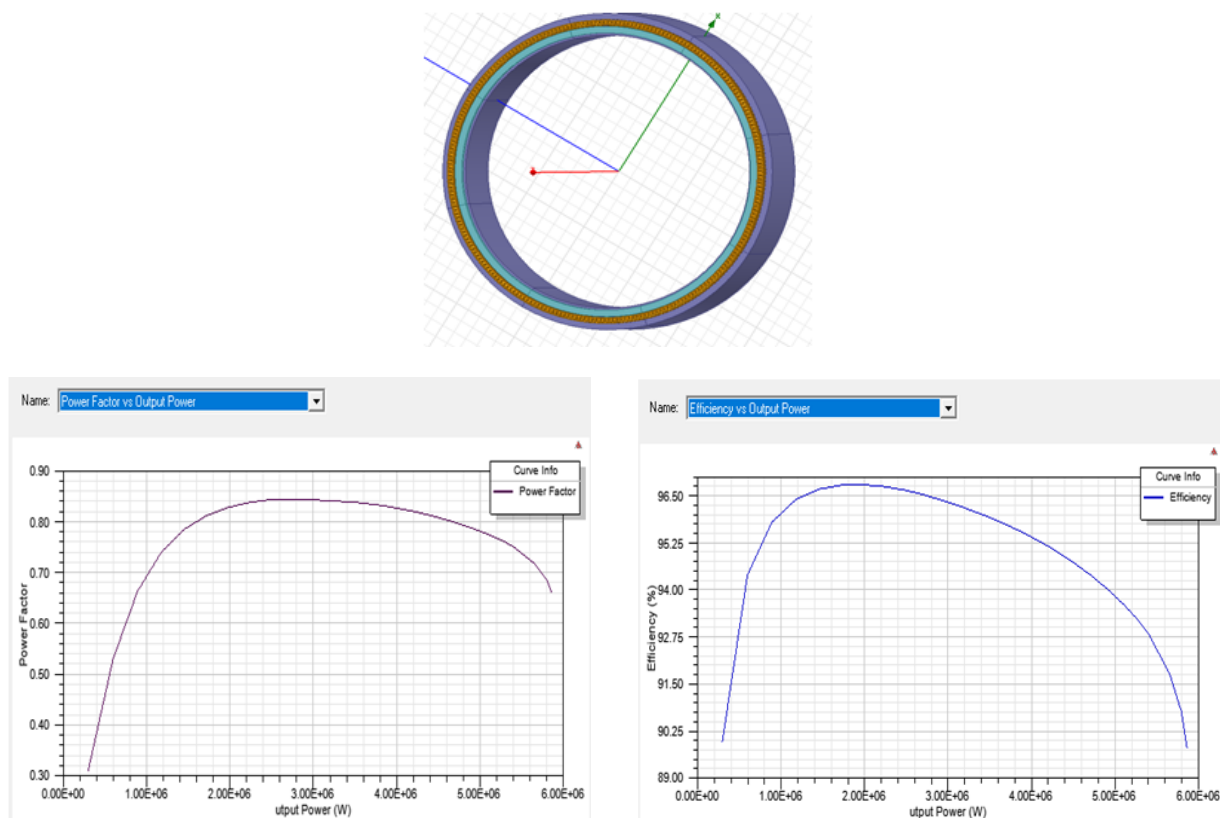 x
Name: Power Factor vs Output Power
Curve Info
Power Factor
Power Factor
0.90
0.80
0.70
0.60
0.50
0.40
0.30
0.00E+00 1.00E+06 2.00E+06 3.00E+06 4.00E+06 5.00E+06 6.00E+06
utput Power (W)
Name: Efficiency vs Output Power
Curve Info
Efficiency
Efficiency (%)
96.50
95.25
94.00
92.75
91.50
90.25
89.00
0.00E+00 1.00E+06 2.00E+06 3.00E+06 4.00E+06 5.00E+06 6.00E+06
utput Power (W)